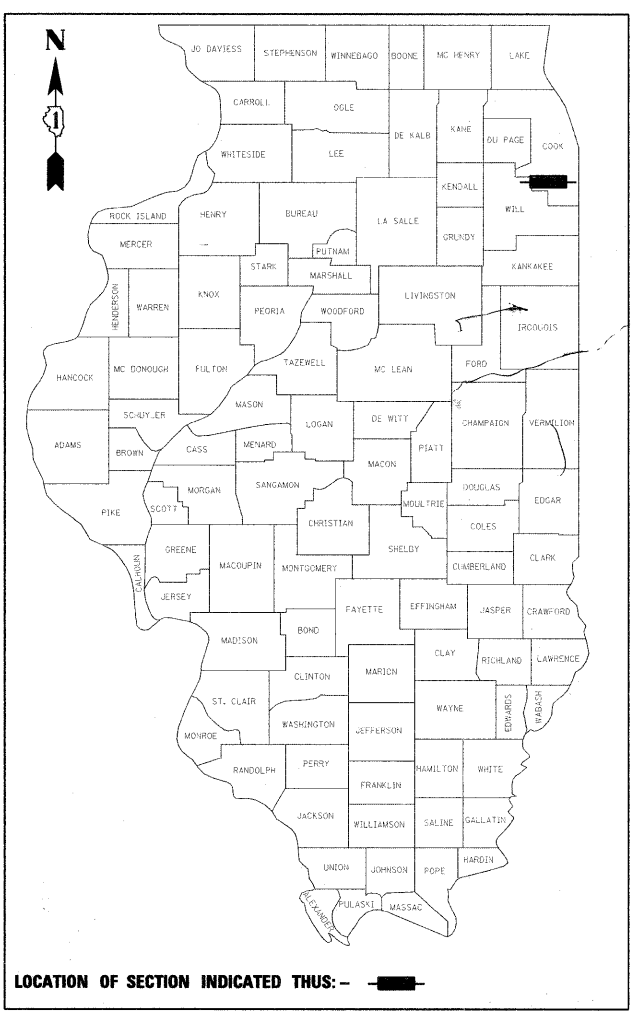 N
1
JO DAVIESS STEPHENSON WINNEBAGO BOONE MC HENRY LAKE
CARROLL OGLE
DE KALB KANE DU PAGE COOK
WHITESIDE LEE
KENDALL WILL
ROCK ISLAND HENRY BUREAU LA SALLE
MERCER PUTNAM GRUNDY
STARK MARSHALL KANKAKEE
HENDERSON WARREN KNOX PEORIA WOODFORD LIVINGSTON IROQUOIS
HANCOCK MC DONOUGH FULTON TAZEWELL MC LEAN FORD
SCHUYLER MASON LOGAN DE WITT CHAMPAIGN VERMILION
ADAMS BROWN CASS MENARD PIATT
MACON
MORGAN SANGAMON DOUGLAS EDGAR
PIKE SCOTT CHRISTIAN MOULTRIE COLES
GREENE MACOUPIN MONTGOMERY SHELBY CUMBERLAND CLARK
CALHOUN JERSEY FAYETTE EFFINGHAM JASPER CRAWFORD
MADISON BOND
CLAY RICHLAND LAWRENCE
CLINTON MARION
ST. CLAIR WAYNE EDWARDS WABASH
MONROE WASHINGTON JEFFERSON
RANDOLPH PERRY HAMILTON WHITE
FRANKLIN
JACKSON WILLIAMSON SALINE GALLATIN
UNION JOHNSON POPE HARDIN
ALEXANDER PULASKI MASSAC
LOCATION OF SECTION INDICATED THUS: -